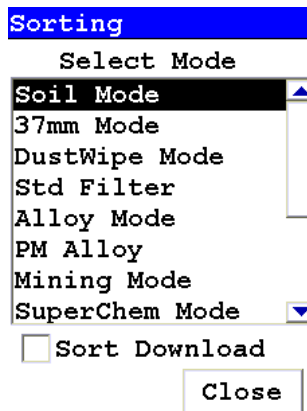 Sorting
Select Mode
Soil Mode
37mm Mode
DustWipe Mode
Std Filter
Alloy Mode
PM Alloy
Mining Mode
SuperChem Mode
Sort Download
Close